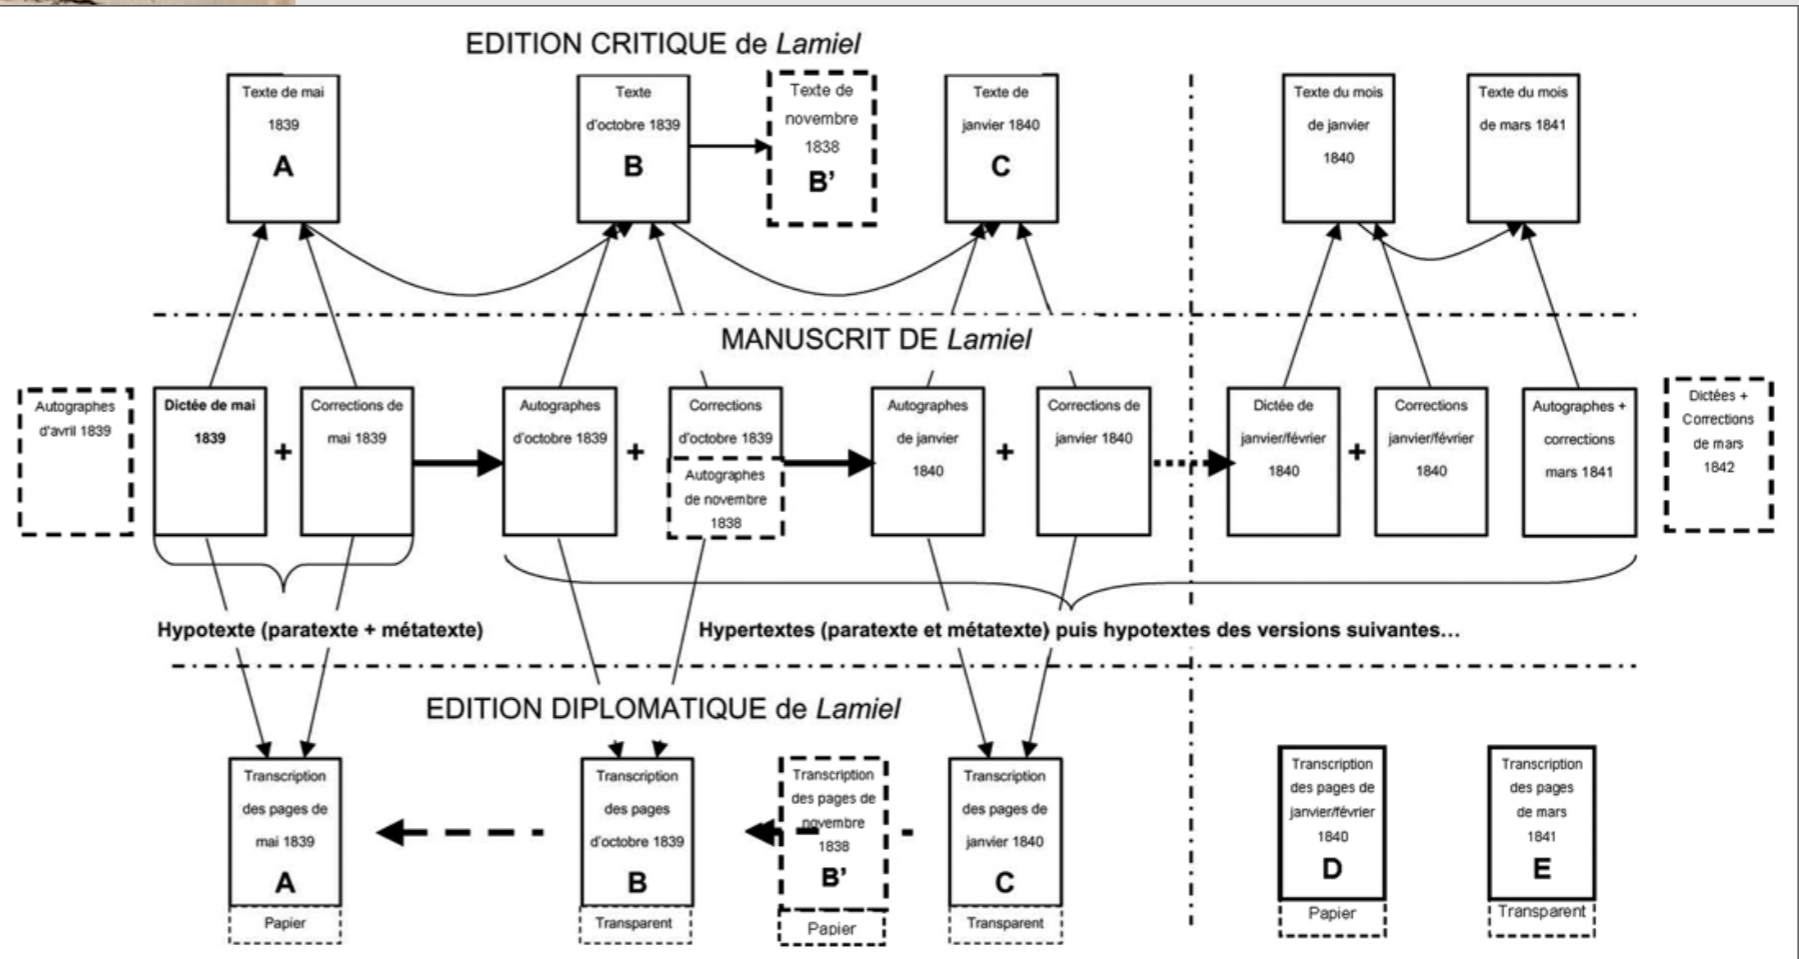 EDITION CRITIQUE de Lamiel
Texte de mai
1839
A
Texte
d'octobre 1839
B
Texte de
novembre
1838
B'
Texte de
janvier 1840
C
Texte du mois
de janvier
1840
Texte du mois
de mars 1841
MANUSCRIT DE Lamiel
Autographes
d'avril 1839
Dictée de mai
1839
+
Corrections de
mai 1839
Autographes
d'octobre 1839
+
Corrections
d'octobre 1839
Autographes
de novembre
1838
Autographes
de janvier
1840
+
Corrections de
janvier 1840
Dictée de
janvier/février
1840
+
Corrections
janvier/février
1840
Autographes +
corrections
mars 1841
Dictées +
Corrections
de mars
1842
Hypotexte (paratexte + métatexte)
Hypertextes (paratexte et métatexte) puis hypotextes des versions suivantes...
EDITION DIPLOMATIQUE de Lamiel
Transcription
des pages de
mai 1839
A
Papier
Transcription
des pages
d'octobre 1839
B
Transparent
Transcription
des pages de
novembre
1838
B'
Papier
Transcription
des pages de
janvier 1840
C
Transparent
Transcription
des pages de
janvier/février
1840
D
Papier
Transcription
des pages
de mars
1841
E
Transparent